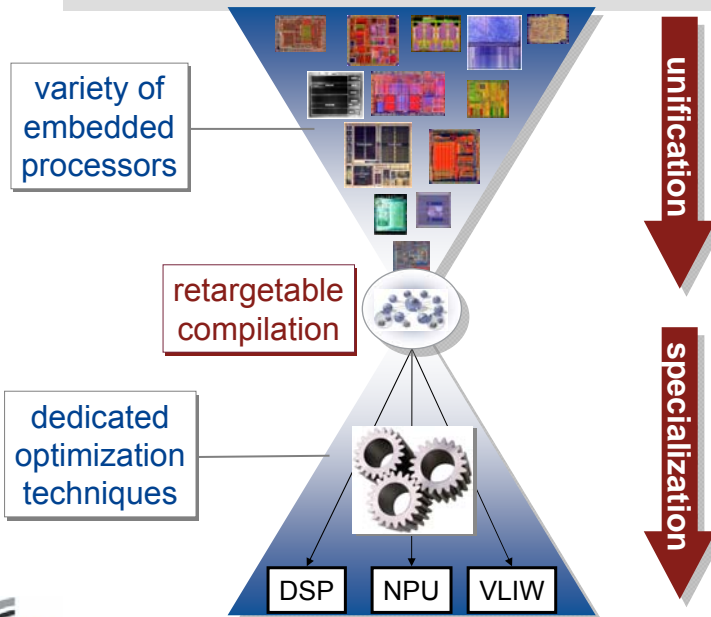 variety of
embedded
processors
unification
retargetable
compilation
specialization
dedicated
optimization
techniques
DSP
NPU
VLIW